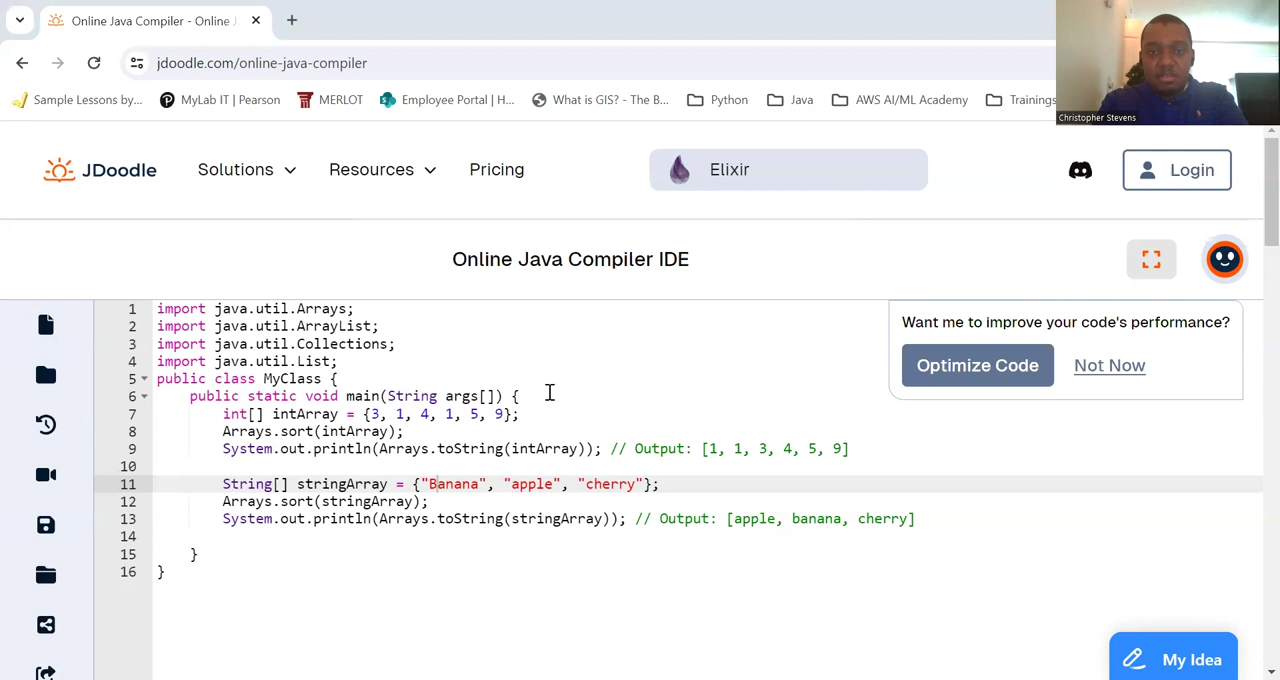 Online Java Compiler - Online J
jdoodle.com/online-java-compiler
Sample Lessons by... MyLab IT | Pearson MERLOT Employee Portal | H... What is GIS? - The B... Python Java AWS AI/ML Academy Trainings
Christopher Stevens
JDoodle Solutions Resources Pricing Elixir Login
Online Java Compiler IDE
Want me to improve your code's performance?
Optimize Code Not Now
1 import java.util.Arrays;
2 import java.util.ArrayList;
3 import java.util.Collections;
4 import java.util.List;
5 public class MyClass {
6 public static void main(String args[]) {
7 int[] intArray = {3, 1, 4, 1, 5, 9};
8 Arrays.sort(intArray);
9 System.out.println(Arrays.toString(intArray)); // Output: [1, 1, 3, 4, 5, 9]
10
11 String[] stringArray = {"Banana", "apple", "cherry"};
12 Arrays.sort(stringArray);
13 System.out.println(Arrays.toString(stringArray)); // Output: [apple, banana, cherry]
14
15 }
16 }
My Idea